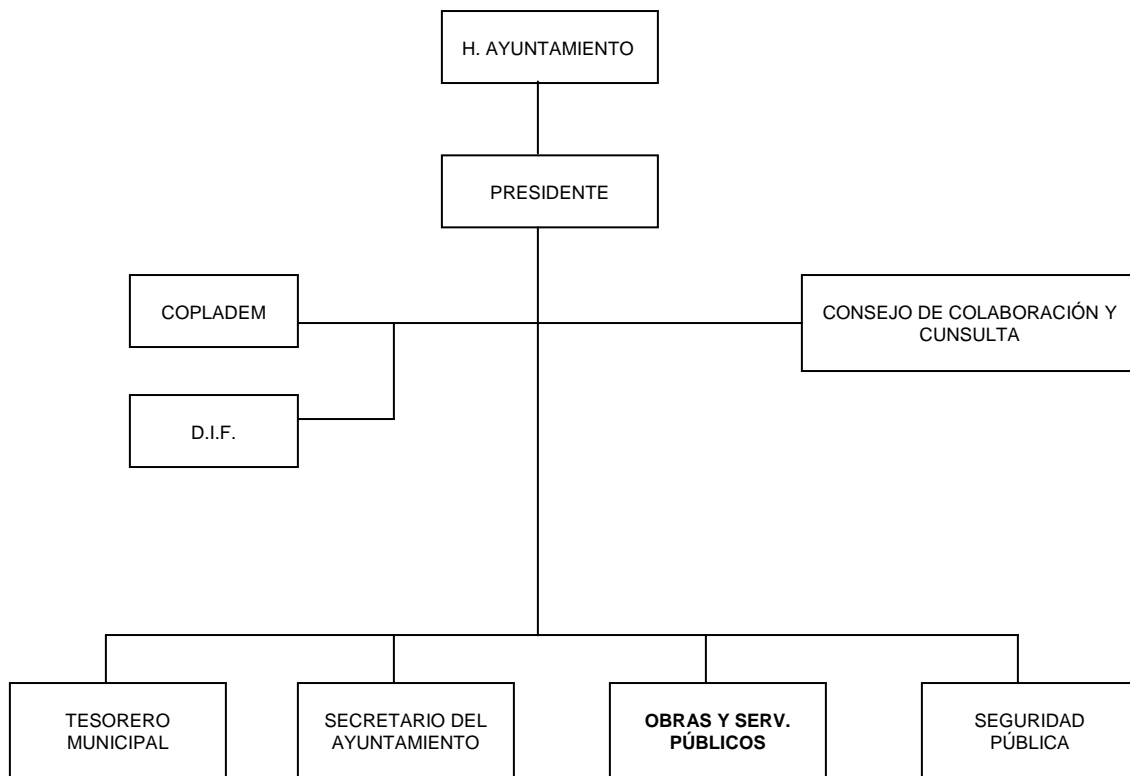 H. AYUNTAMIENTO
PRESIDENTE
COPLADEM
CONSEJO DE COLABORACIÓN Y
CUNSULTA
D.I.F.
TESORERO
MUNICIPAL
SECRETARIO DEL
AYUNTAMIENTO
OBRAS Y SERV.
PÚBLICOS
SEGURIDAD
PÚBLICA